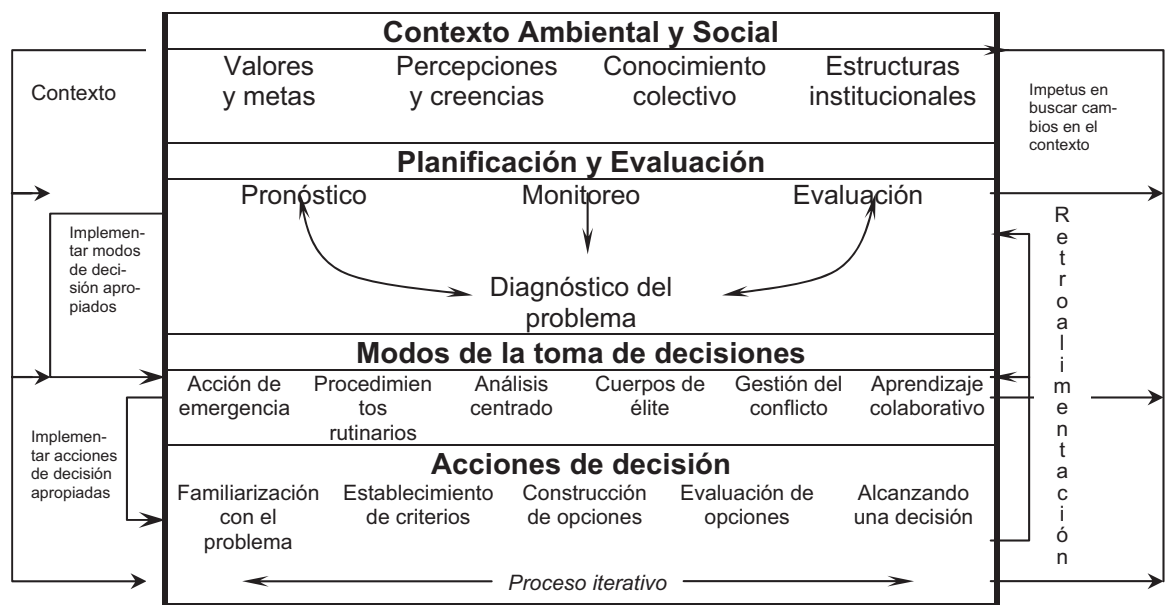 Contexto Ambiental y Social
Valores
y metas
Percepciones
y creencias
Conocimiento
colectivo
Estructuras
institucionales
Contexto
Impetus en
buscar cam-
bios en el
contexto
Planificación y Evaluación
Pronóstico
Monitoreo
Evaluación
Diagnóstico del
problema
Implemen-
tar modos
de deci-
sión apro-
piados
Retroalimentación
Modos de la toma de decisiones
Acción de
emergencia
Procedimien
tos
rutinarios
Análisis
centrado
Cuerpos de
élite
Gestión del
conflicto
Aprendizaje
colaborativo
Implemen-
tar acciones
de decisión
apropiadas
Acciones de decisión
Familiarización
con el
problema
Establecimiento
de criterios
Construcción
de opciones
Evaluación de
opciones
Alcanzando
una decisión
Proceso iterativo